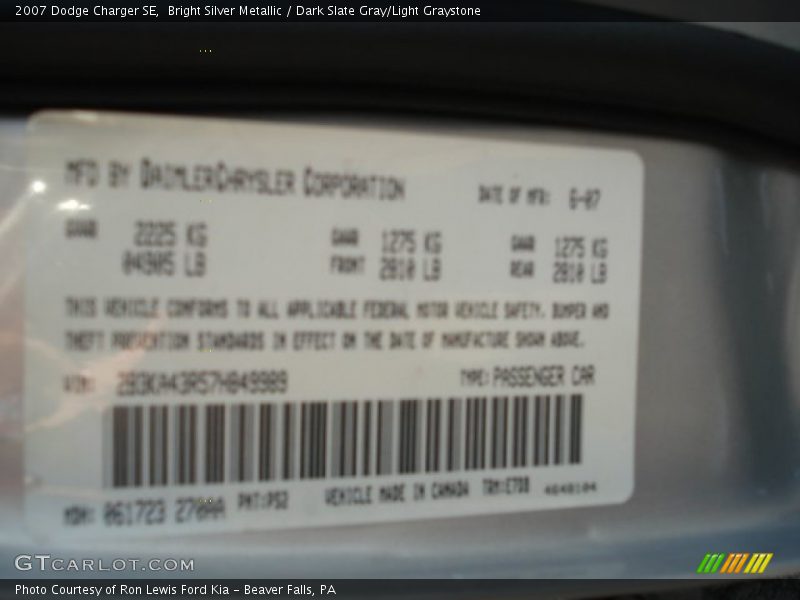 2007 Dodge Charger SE,  Bright Silver Metallic / Dark Slate Gray/Light Graystone
MFD BY DAIMLERCHRYSLER CORPORATION
DATE OF MFR: 6-07
2225 KG
1275 KG
1275 KG
04905 LB
FRONT 2810 LB
REAR 2810 LB
THIS VEHICLE CONFORMS TO ALL APPLICABLE FEDERAL MOTOR VEHICLE SAFETY, BUMPER AND
THEFT PREVENTION STANDARDS IN EFFECT ON THE DATE OF MANUFACTURE SHOWN ABOVE.
VIN: TYPE: PASSENGER CAR
MDH: 061723 PNT: PS2 VEHICLE MADE IN CANADA
GTCARLOT.COM
Photo Courtesy of Ron Lewis Ford Kia – Beaver Falls, PA